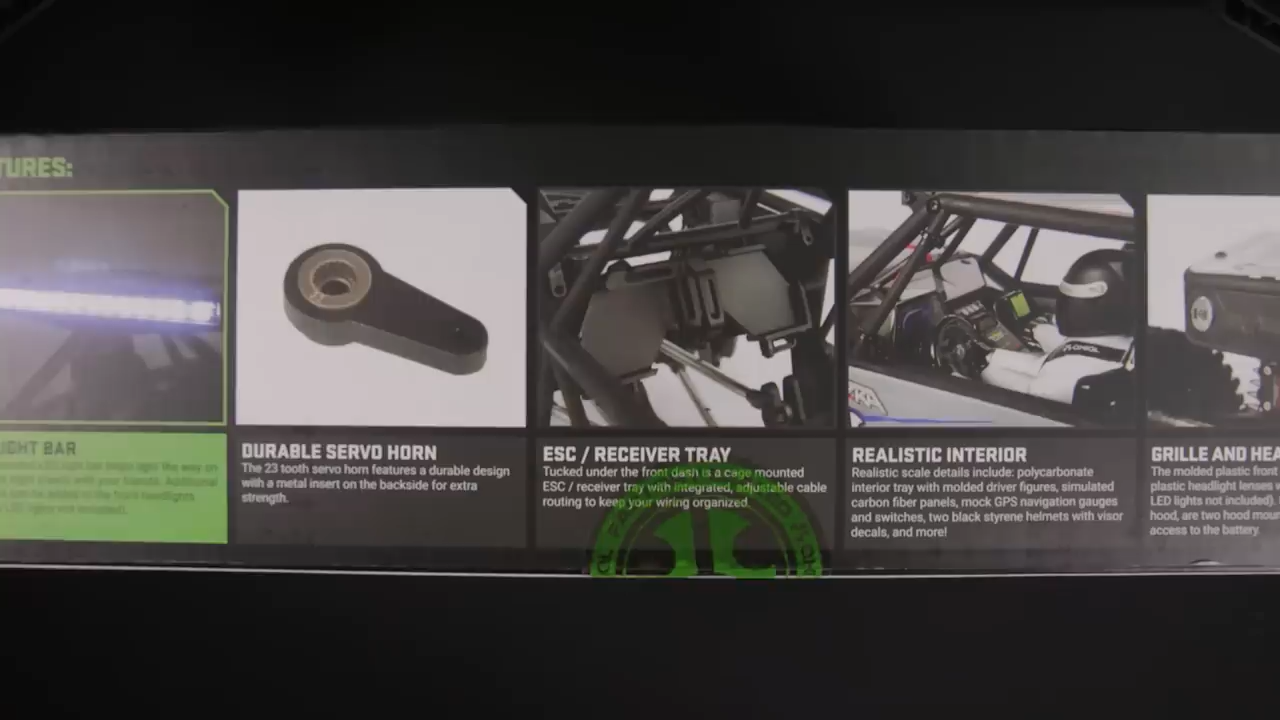 TURES:
IGHT BAR
DURABLE SERVO HORN
The 23 tooth servo horn features a durable design
with a metal insert on the backside for extra
strength.
ESC / RECEIVER TRAY
Tucked under the front dash is a cage mounted
ESC / receiver tray with integrated, adjustable cable
routing to keep your wiring organized.
REALISTIC INTERIOR
Realistic scale details include: polycarbonate
interior tray with molded driver figures, simulated
carbon fiber panels, mock GPS navigation gauges
and switches, two black styrene helmets with visor
decals, and more!
GRILLE AND HEA
The molded plastic front
plastic headlight lenses
LED lights not included)
hood, are two hood moun
access to the battery.